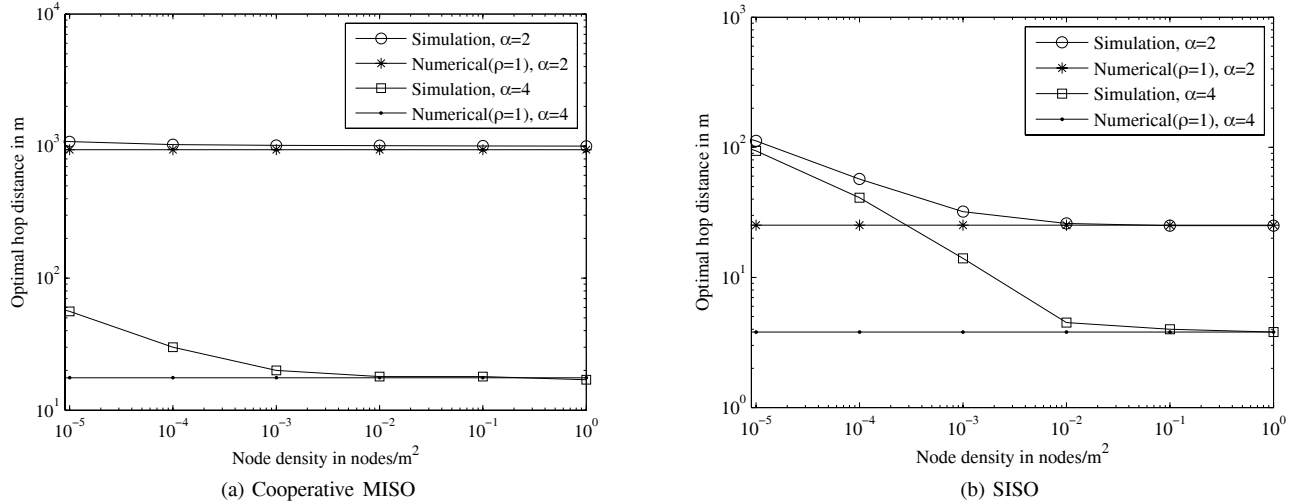 Simulation, α=2
Numerical(ρ=1), α=2
Simulation, α=4
Numerical(ρ=1), α=4
Optimal hop distance in m
10^4
10^3
10^2
10^1
10^-5
10^-4
10^-3
10^-2
10^-1
10^0
Node density in nodes/m^2
(a) Cooperative MISO
Simulation, α=2
Numerical(ρ=1), α=2
Simulation, α=4
Numerical(ρ=1), α=4
Optimal hop distance in m
10^3
10^2
10^1
10^0
10^-5
10^-4
10^-3
10^-2
10^-1
10^0
Node density in nodes/m^2
(b) SISO